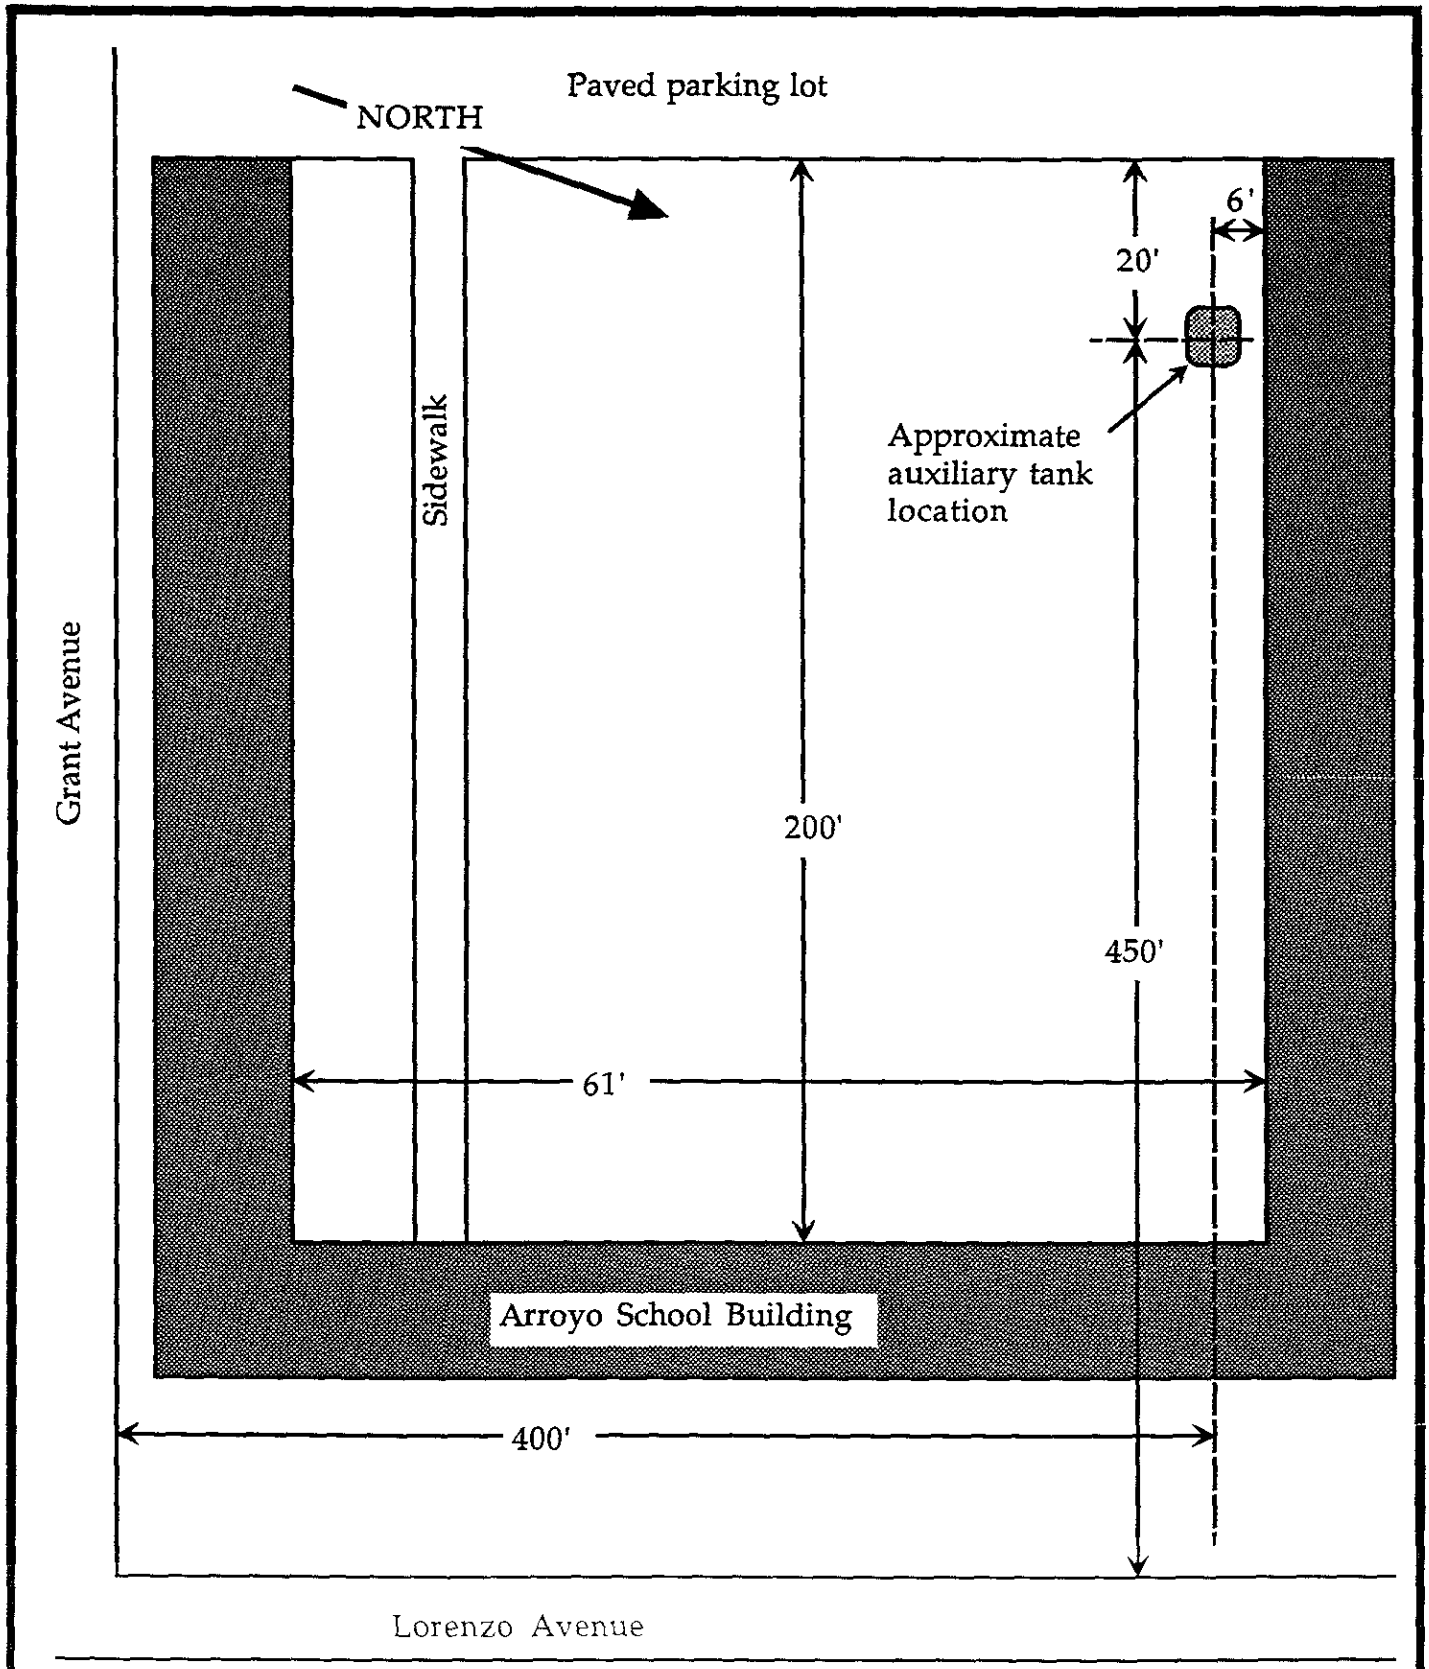 Paved parking lot
NORTH
6'
20'
Approximate
auxiliary tank
location
Sidewalk
Grant Avenue
200'
450'
61'
Arroyo School Building
400'
Lorenzo Avenue